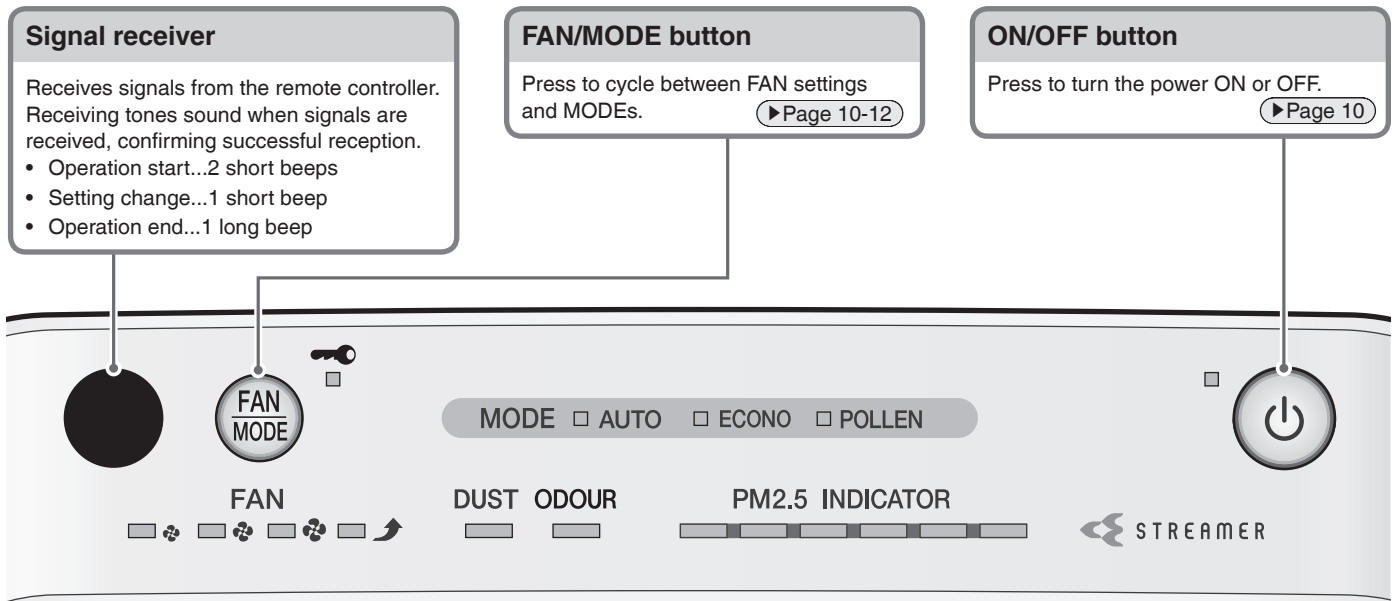 Signal receiver
Receives signals from the remote controller.
Receiving tones sound when signals are
received, confirming successful reception.
• Operation start...2 short beeps
• Setting change...1 short beep
• Operation end...1 long beep
FAN/MODE button
Press to cycle between FAN settings
and MODEs. ▶Page 10-12
ON/OFF button
Press to turn the power ON or OFF.
▶Page 10
FAN
MODE
MODE AUTO ECONO POLLEN
FAN DUST ODOUR PM2.5 INDICATOR
STREAMER